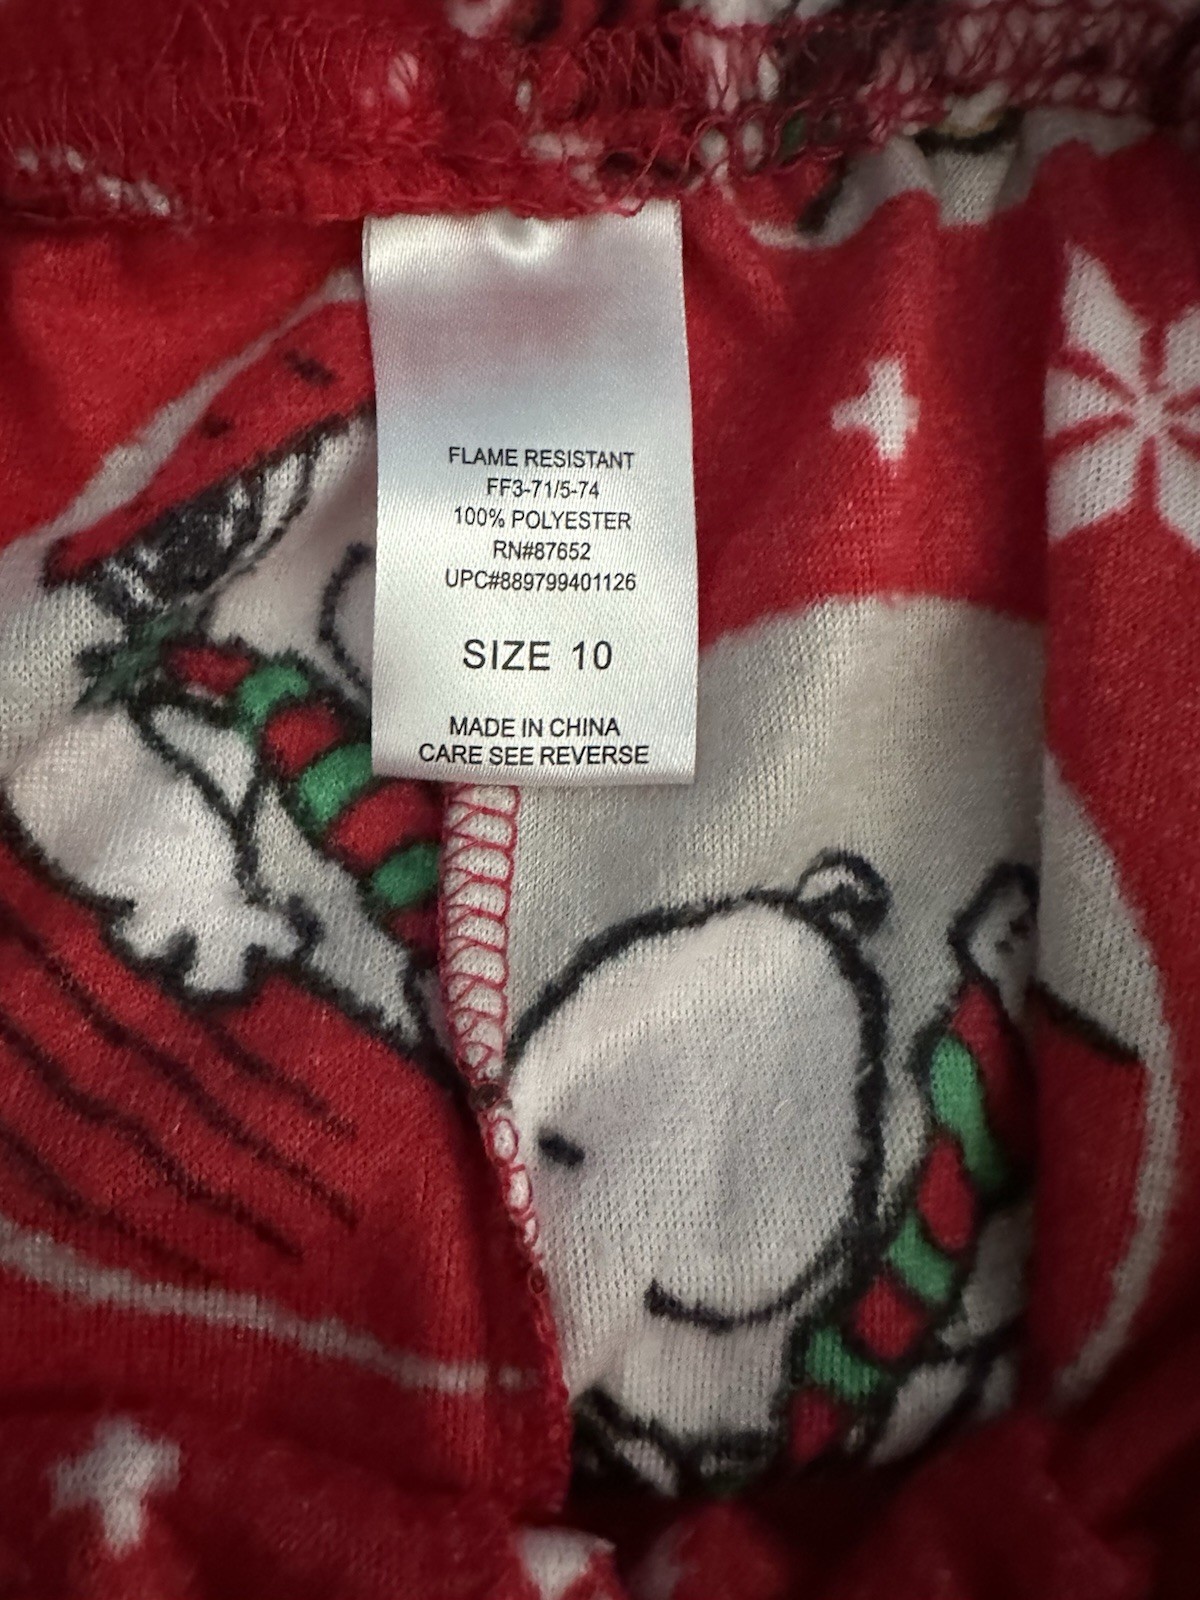 FLAME RESISTANT
FF3-71/5-74
100% POLYESTER
RN#87652
UPC#889799401126
SIZE 10
MADE IN CHINA
CARE SEE REVERSE